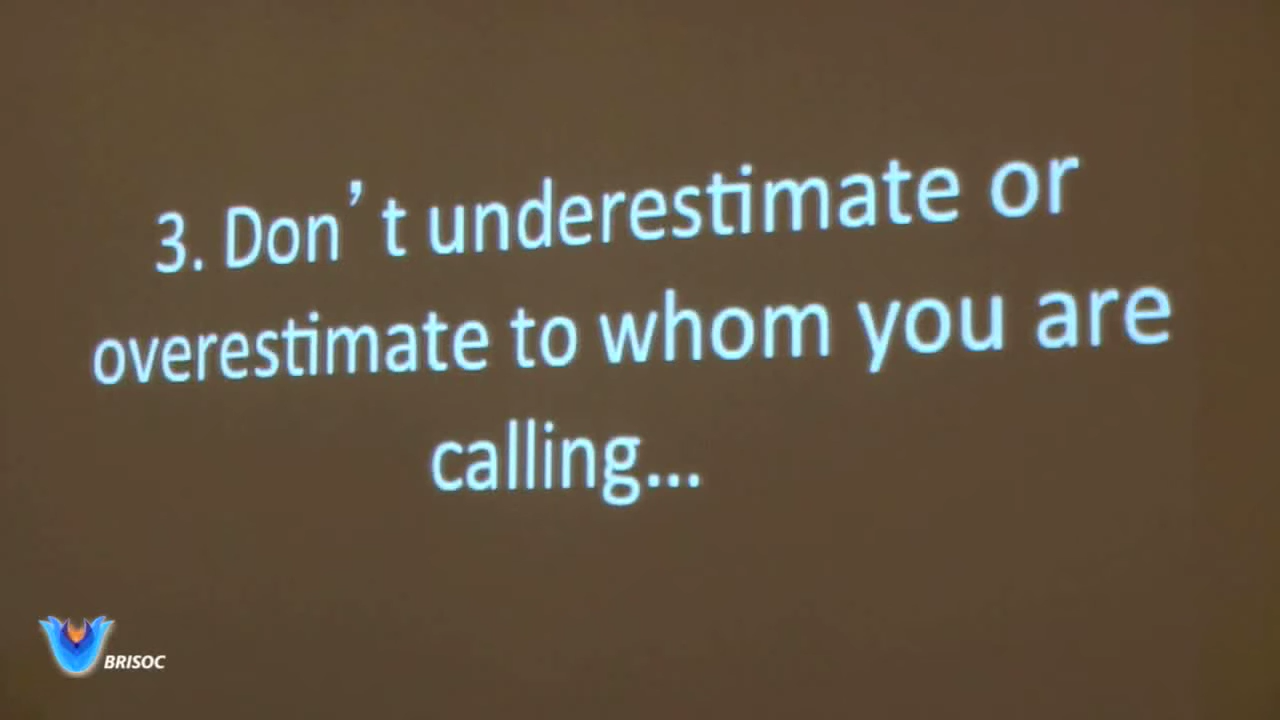 3. Don’t underestimate or
overestimate to whom you are
calling...
BRISOC